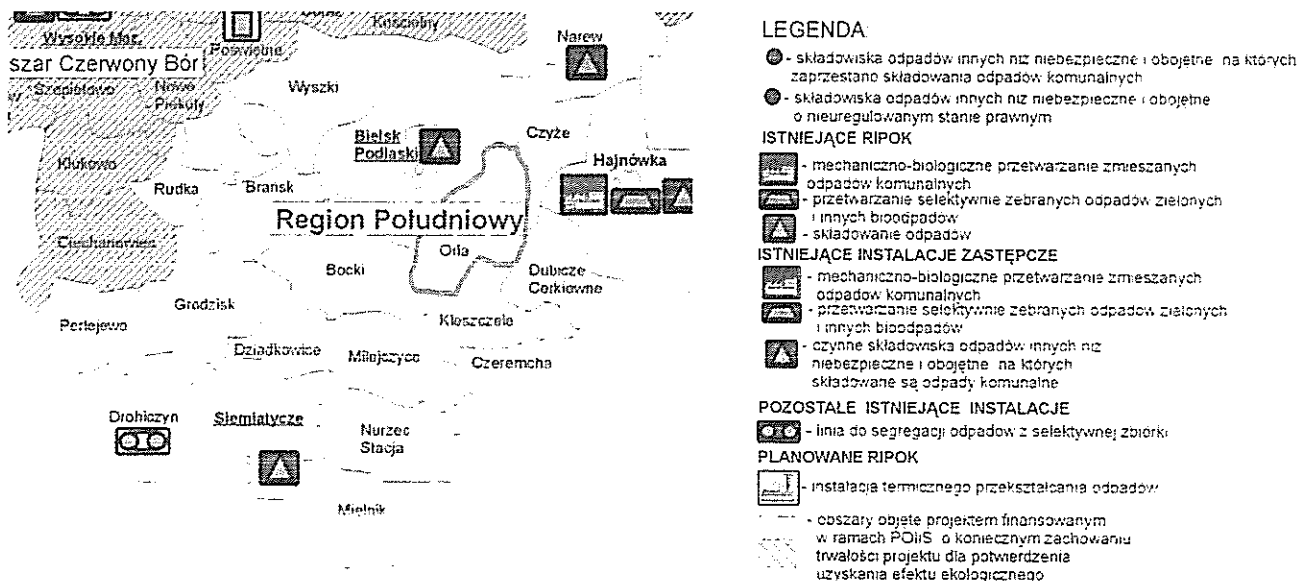 Kościelny
Wysokie Maz.
Poświętne
Narew
szar Czerwony Bór
Szepietowo
Nowe
Piekuty
Wyszki
Bielsk
Podlaski
Czyże
Klukowo
Hajnówka
Rudka
Brańsk
Region Południowy
Ciechanowiec
Orla
Boćki
Dubicze
Cerkiewne
Grodzisk
Perlejewo
Kleszczele
Dziadkowice
Milejczyce
Czeremcha
Drohiczyn
Siemiatycze
Nurzec
Stacja
Mielnik
LEGENDA:
- składowiska odpadów innych niż niebezpieczne i obojętne na których
zaprzestano składowania odpadów komunalnych
- składowiska odpadów innych niż niebezpieczne i obojętne
o nieuregulowanym stanie prawnym
ISTNIEJĄCE RIPOK
- mechaniczno-biologiczne przetwarzanie zmieszanych
odpadów komunalnych
- przetwarzanie selektywnie zebranych odpadów zielonych
i innych bioodpadów
- składowanie odpadów
ISTNIEJĄCE INSTALACJE ZASTĘPCZE
- mechaniczno-biologiczne przetwarzanie zmieszanych
odpadów komunalnych
- przetwarzanie selektywnie zebranych odpadów zielonych
i innych bioodpadów
- czynne składowiska odpadów innych niż
niebezpieczne i obojętne na których
składowane są odpady komunalne
POZOSTAŁE ISTNIEJĄCE INSTALACJE
- linia do segregacji odpadów z selektywnej zbiórki
PLANOWANE RIPOK
- instalacja termicznego przekształcania odpadów
- obszary objęte projektem finansowanym
w ramach POIiS o koniecznym zachowaniu
trwałości projektu dla potwierdzenia
uzyskania efektu ekologicznego